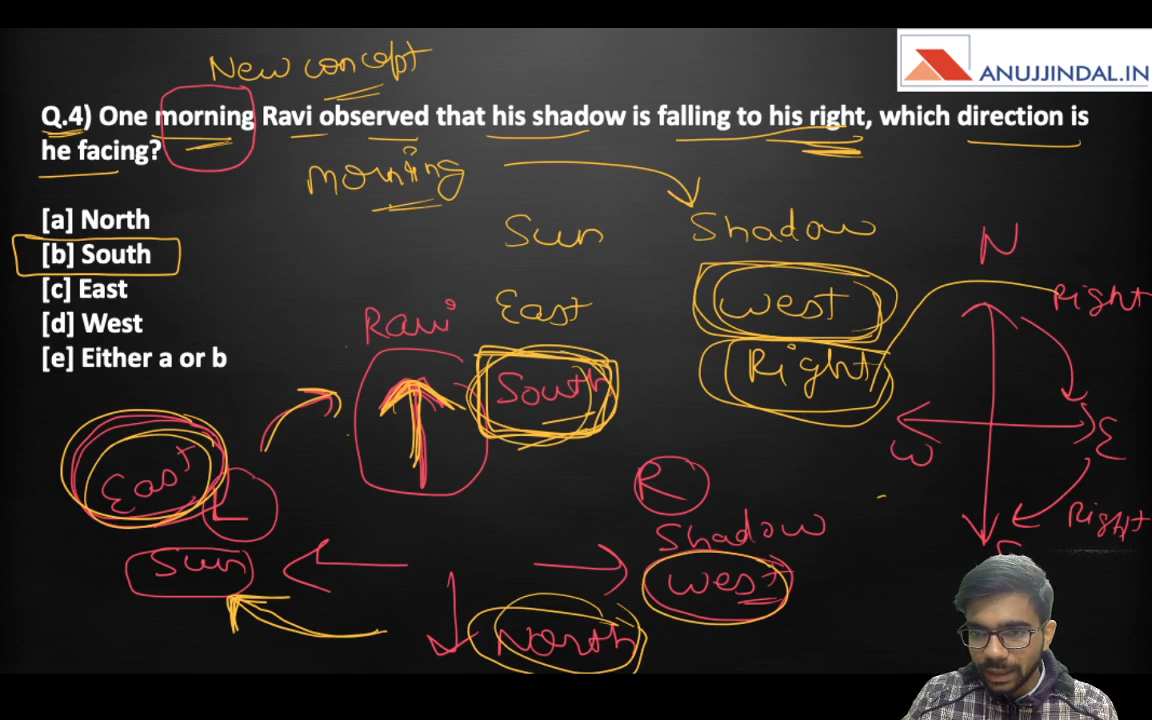 New concept
ANUJJINDAL.IN
Q.4) One morning Ravi observed that his shadow is falling to his right, which direction is
he facing?
morning
[a] North
[b] South
[c] East
[d] West
[e] Either a or b
Sun
Shadow
East
West
Right
Ravi
South
N
Right
W
E
Right
East
L
Sun
R
Shadow
West
North